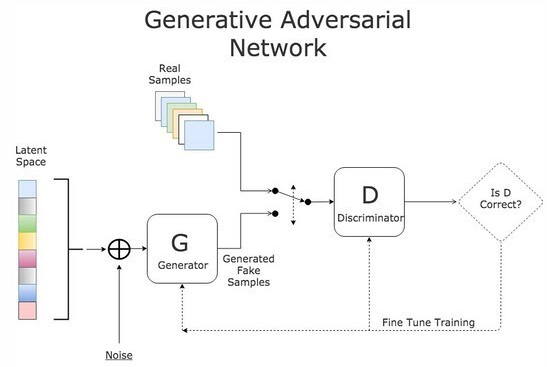 Generative Adversarial
Network
Real
Samples
Latent
Space
G
Generator
Generated
Fake
Samples
D
Discriminator
Is D
Correct?
Fine Tune Training
Noise